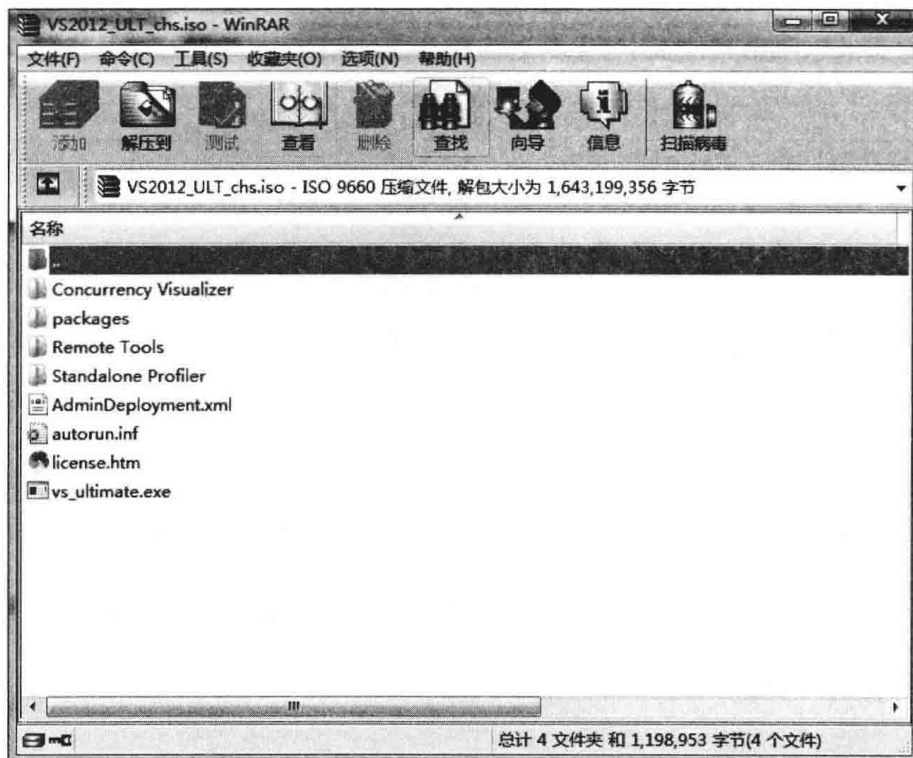 VS2012_ULT_chs.iso - WinRAR
文件(F) 命令(C) 工具(S) 收藏夹(O) 选项(N) 帮助(H)
添加 解压到 测试 查看 删除 查找 向导 信息 扫描病毒
VS2012_ULT_chs.iso - ISO 9660 压缩文件, 解包大小为 1,643,199,356 字节
名称
..
Concurrency Visualizer
packages
Remote Tools
Standalone Profiler
AdminDeployment.xml
autorun.inf
license.htm
vs_ultimate.exe
总计 4 文件夹 和 1,198,953 字节(4 个文件)